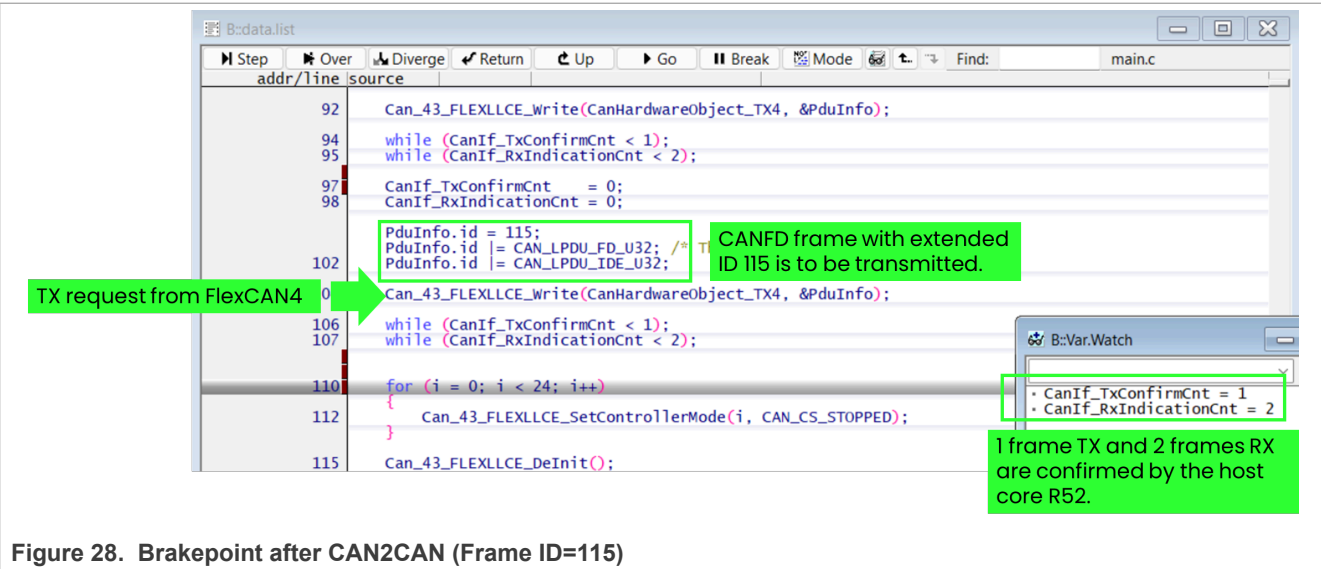 B::data.list
Step Over Diverge Return Up Go Break Mode Find: main.c
addr/line source
92 Can_43_FLEXLLCE_Write(CanHardwareObject_TX4, &PduInfo);
94 while (CanIf_TxConfirmCnt < 1);
95 while (CanIf_RxIndicationCnt < 2);
97 CanIf_TxConfirmCnt = 0;
98 CanIf_RxIndicationCnt = 0;
PduInfo.id = 115;
PduInfo.id |= CAN_LPDU_FD_U32; /*
102 PduInfo.id |= CAN_LPDU_IDE_U32;
CANFD frame with extended
ID 115 is to be transmitted.
TX request from FlexCAN4
Can_43_FLEXLLCE_Write(CanHardwareObject_TX4, &PduInfo);
106 while (CanIf_TxConfirmCnt < 1);
107 while (CanIf_RxIndicationCnt < 2);
110 for (i = 0; i < 24; i++)
{
112 Can_43_FLEXLLCE_SetControllerMode(i, CAN_CS_STOPPED);
}
115 Can_43_FLEXLLCE_DeInit();
B::Var.Watch
CanIf_TxConfirmCnt = 1
CanIf_RxIndicationCnt = 2
1 frame TX and 2 frames RX
are confirmed by the host
core R52.
Figure 28. Brakepoint after CAN2CAN (Frame ID=115)